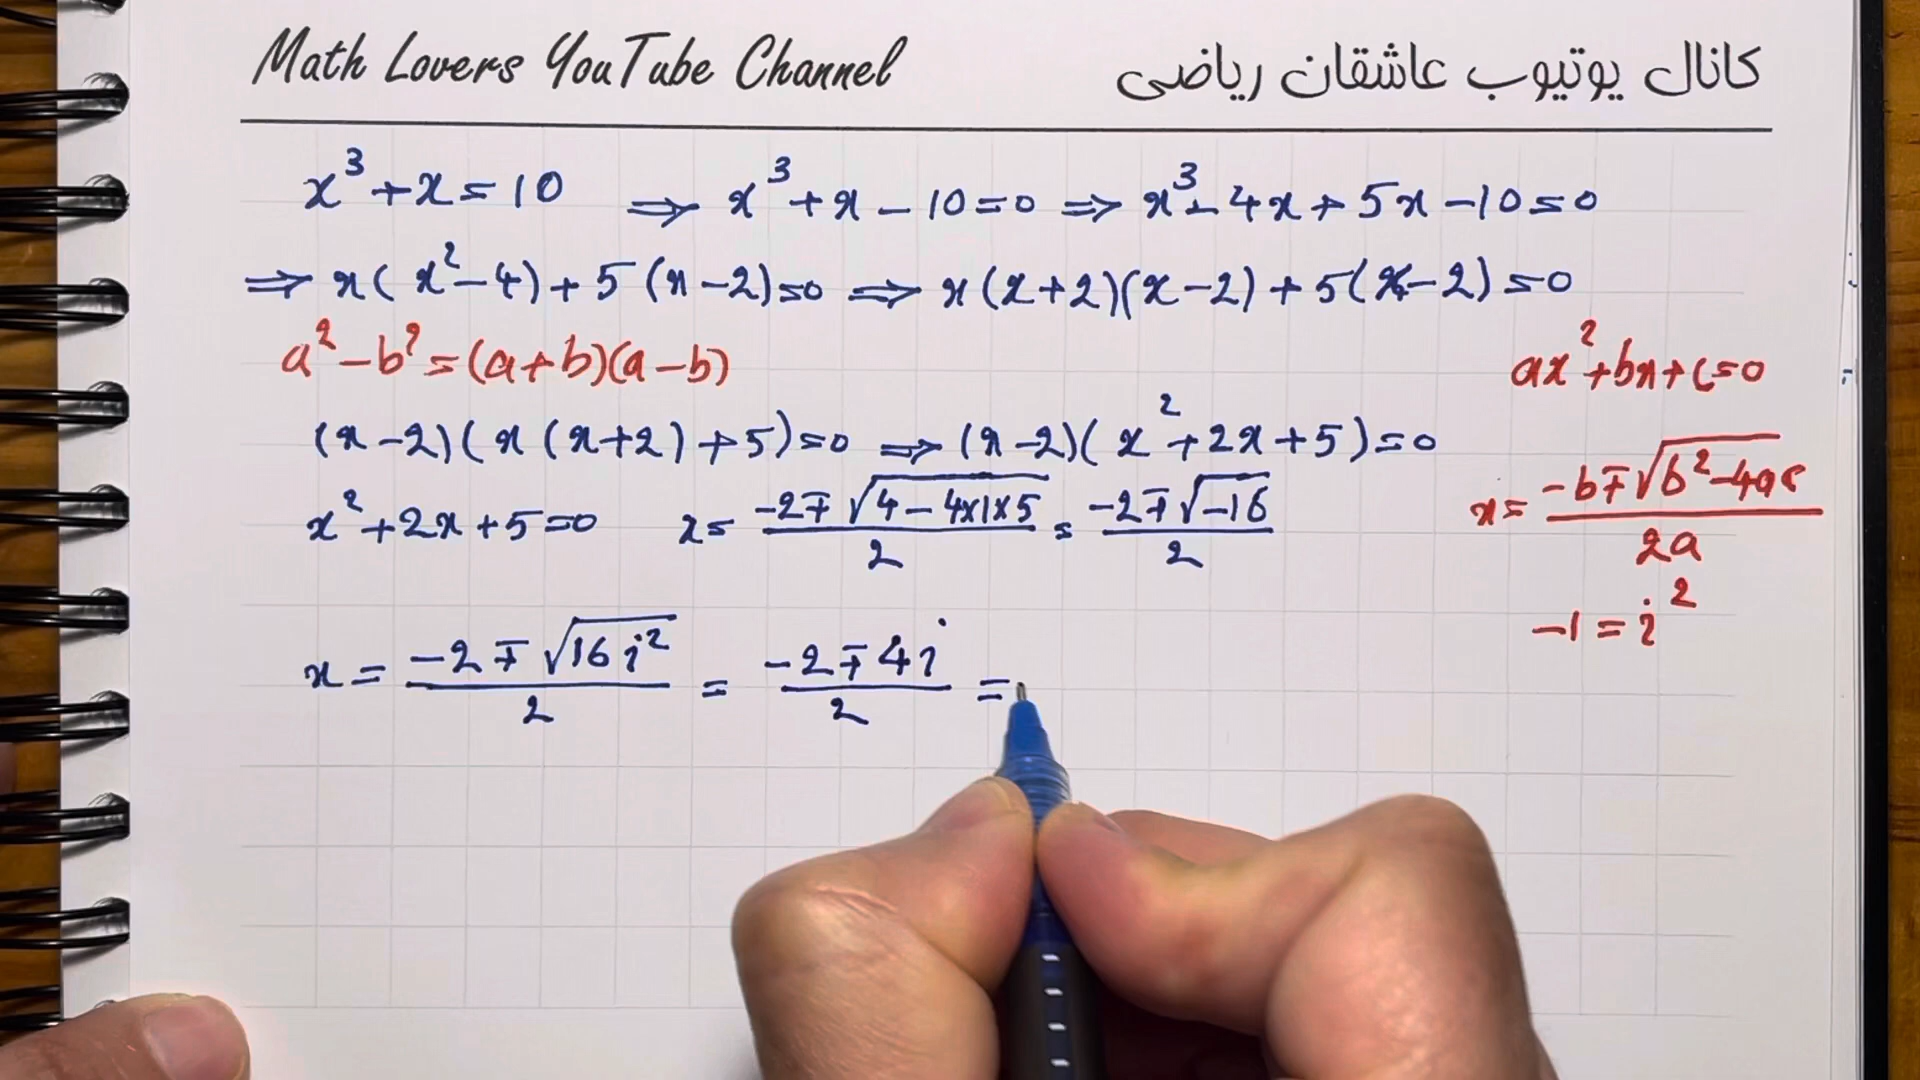 Math Lovers YouTube Channel کانال یوتیوب عاشقان ریاضی
x³+x=10 ⇒ x³+x-10=0 ⇒ x³-4x+5x-10=0
⇒ x(x²-4)+5(x-2)=0 ⇒ x(x+2)(x-2)+5(x-2)=0
a²-b²=(a+b)(a-b)
ax²+bx+c=0
(x-2)(x(x+2)+5)=0 ⇒ (x-2)(x²+2x+5)=0
x²+2x+5=0 x=(-2∓√(4-4×1×5))/2=(-2∓√(-16))/2
x=(-b∓√(b²-4ac))/2a
-1=i²
x=(-2∓√(16i²))/2=(-2∓4i)/2=